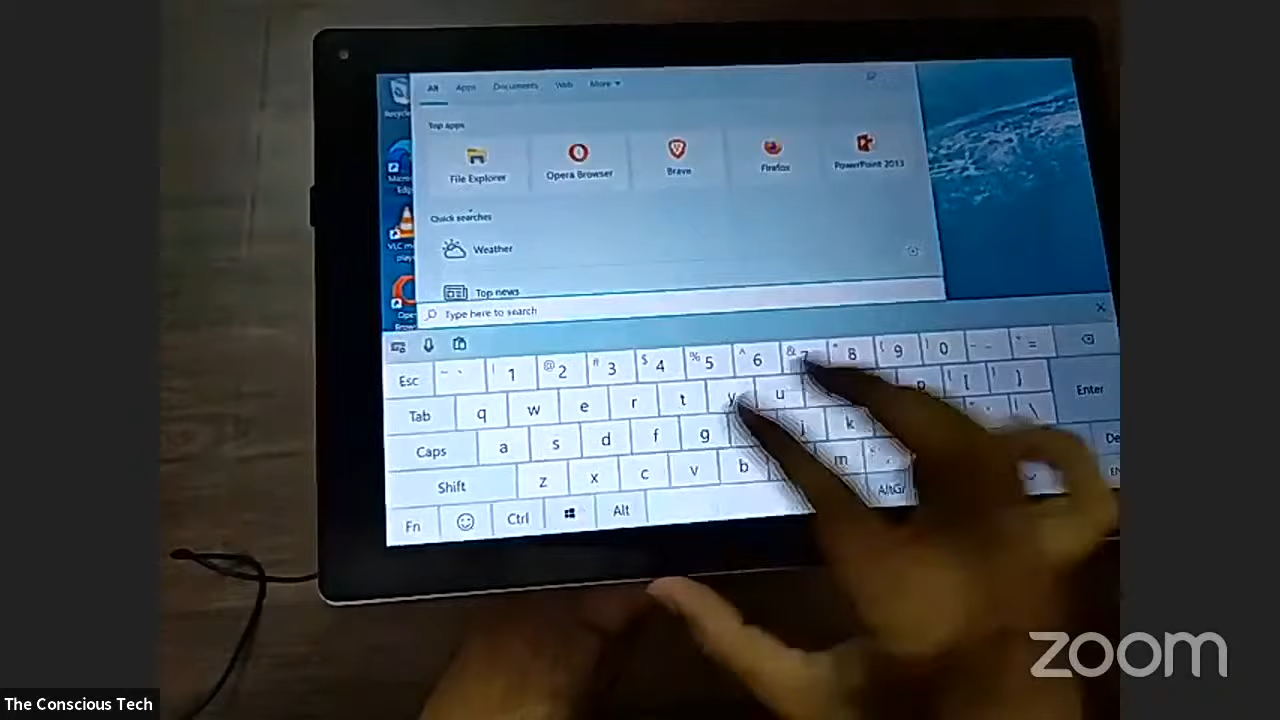 All Apps Documents Web More
Top apps
File Explorer Opera Browser Brave Firefox PowerPoint 2013
Quick searches
Weather
Top news
Type here to search
Esc ~ ` ! 1 @ 2 # 3 $ 4 % 5 ^ 6 & 7 * 8 ( 9 ) 0 - + =
Tab q w e r t y u p [ ] Enter
Caps a s d f g j k \
Shift z x c v b m
Fn Ctrl Alt AltGr
zoom
The Conscious Tech